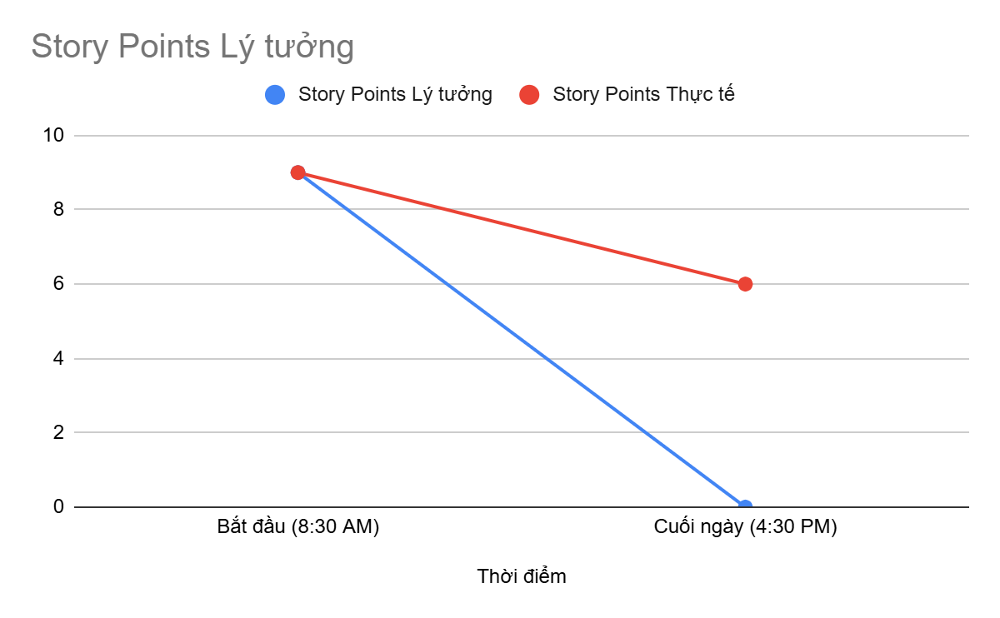 Story Points Lý tưởng
Story Points Lý tưởng Story Points Thực tế
10
8
6
4
2
0
Bắt đầu (8:30 AM) Cuối ngày (4:30 PM)
Thời điểm